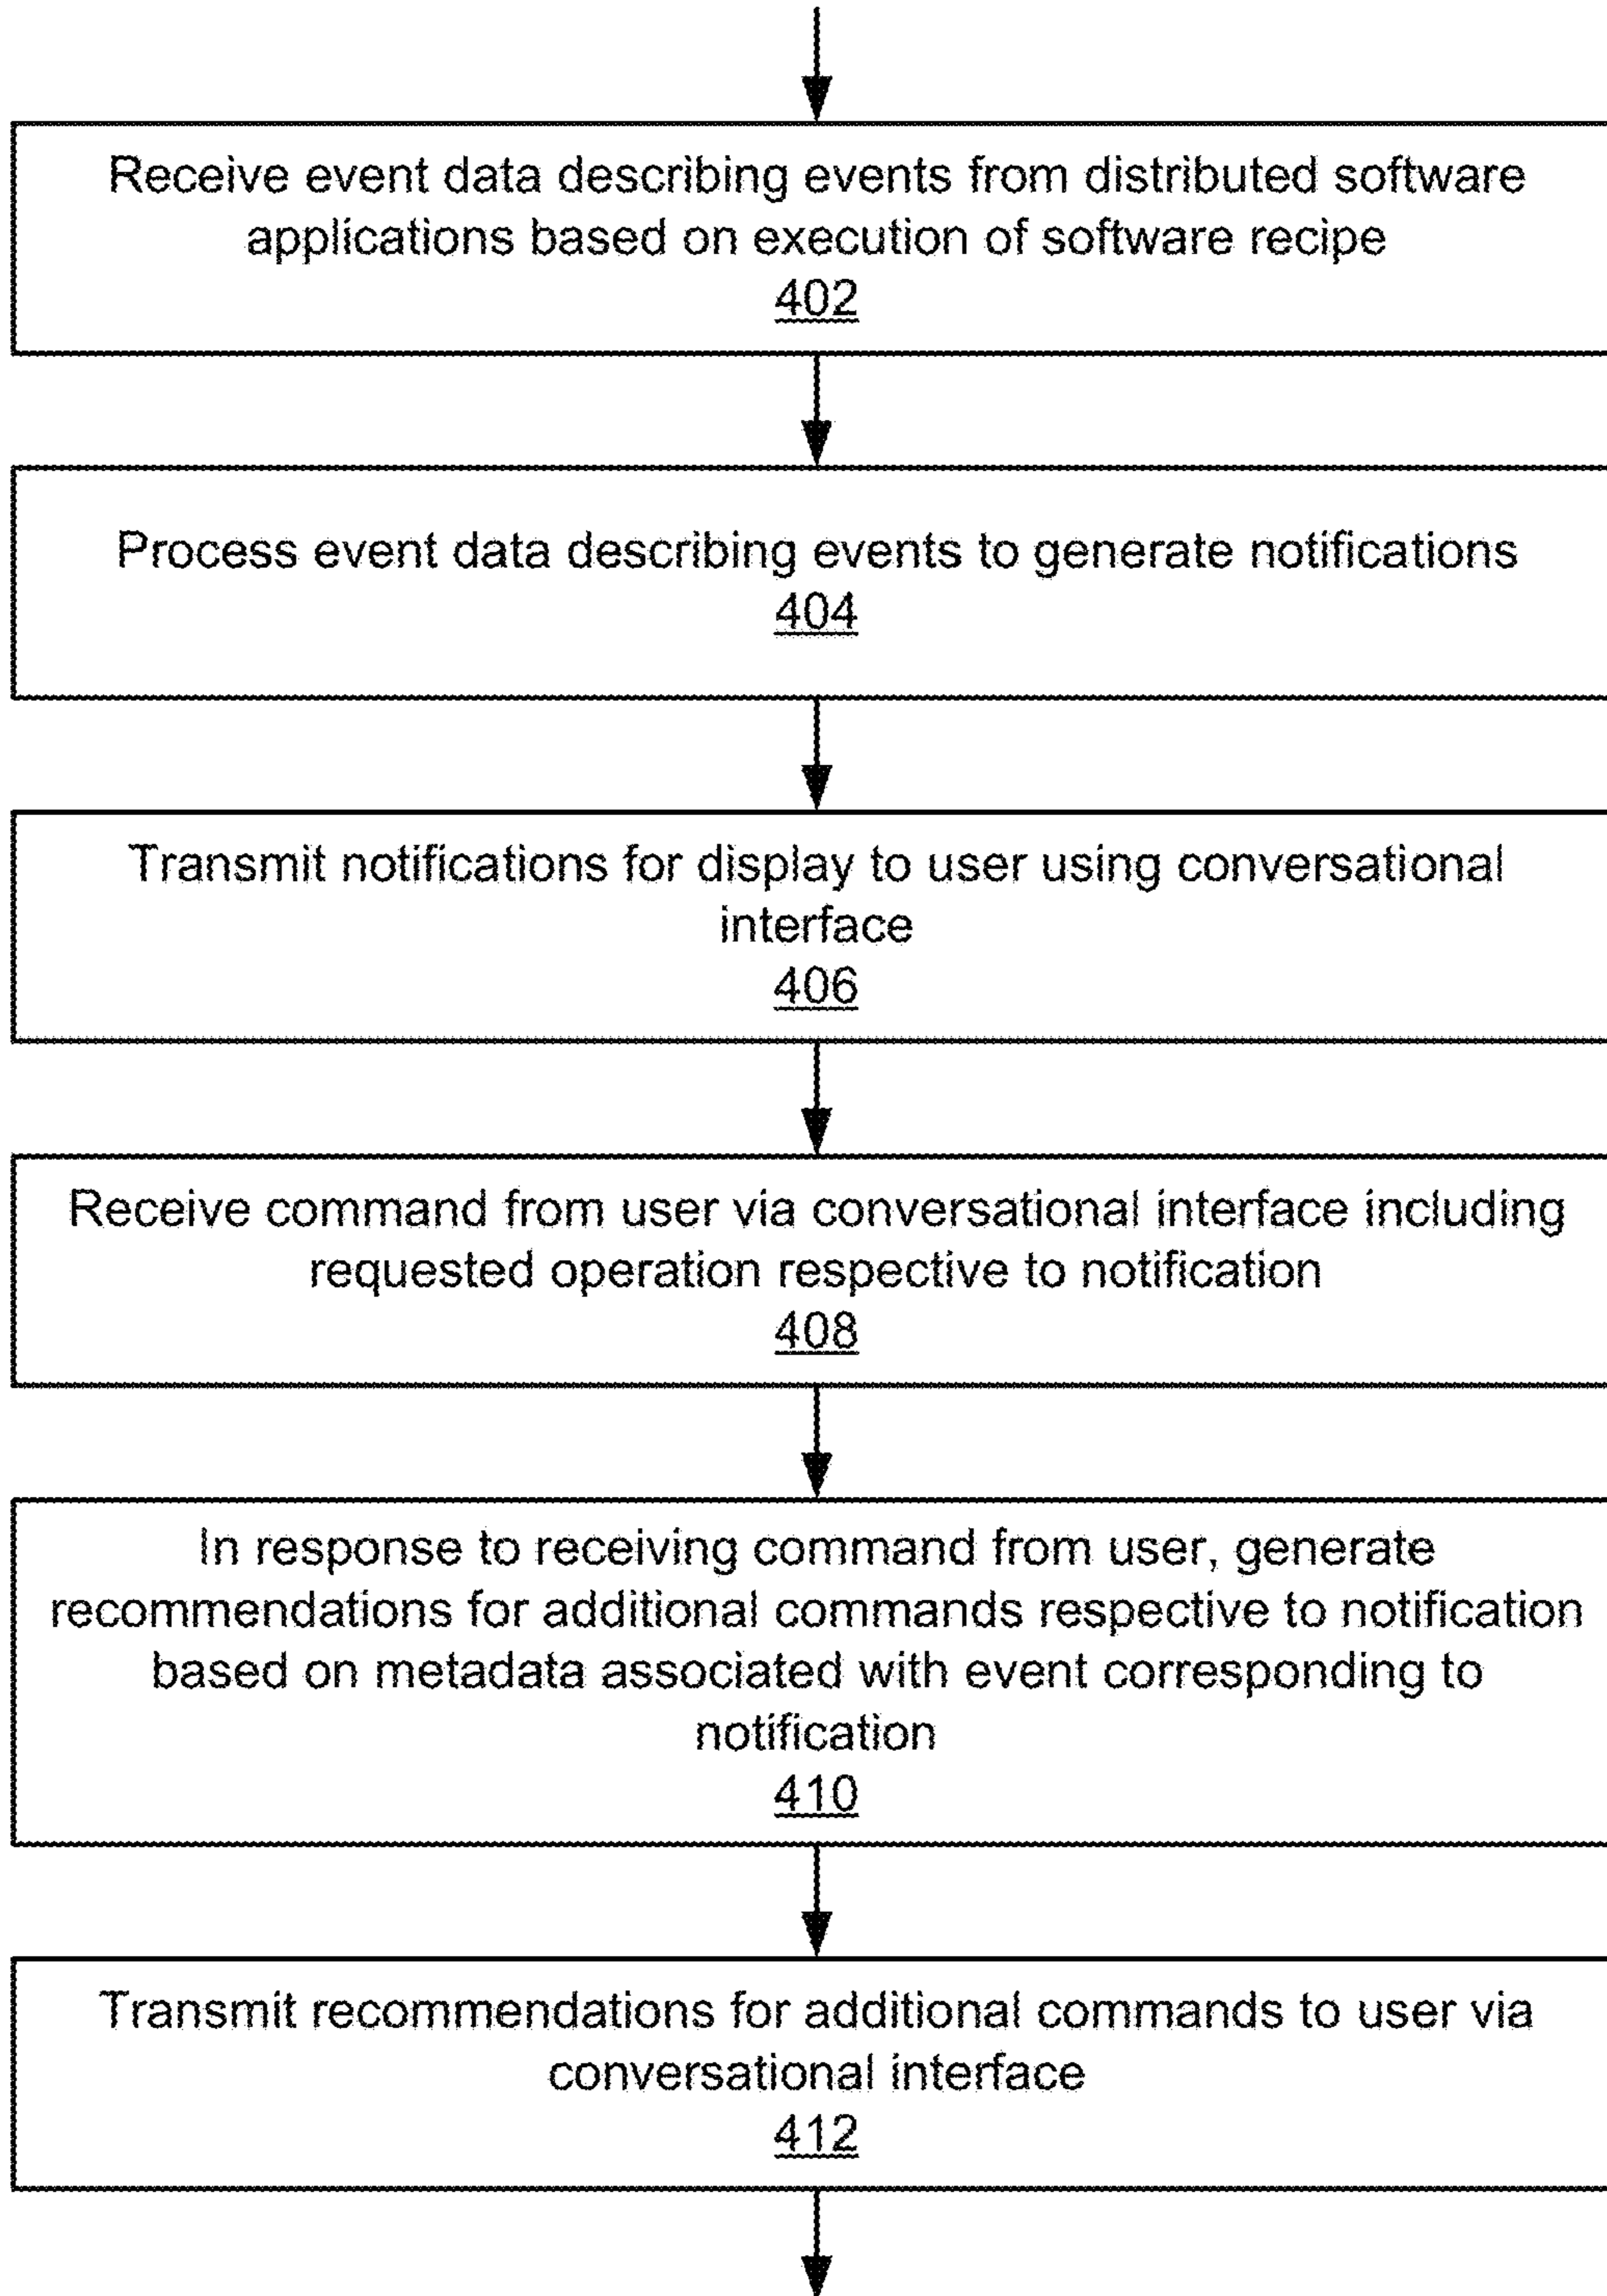 Receive event data describing events from distributed software
applications based on execution of software recipe
402
Process event data describing events to generate notifications
404
Transmit notifications for display to user using conversational
interface
406
Receive command from user via conversational interface including
requested operation respective to notification
408
In response to receiving command from user, generate
recommendations for additional commands respective to notification
based on metadata associated with event corresponding to
notification
410
Transmit recommendations for additional commands to user via
conversational interface
412